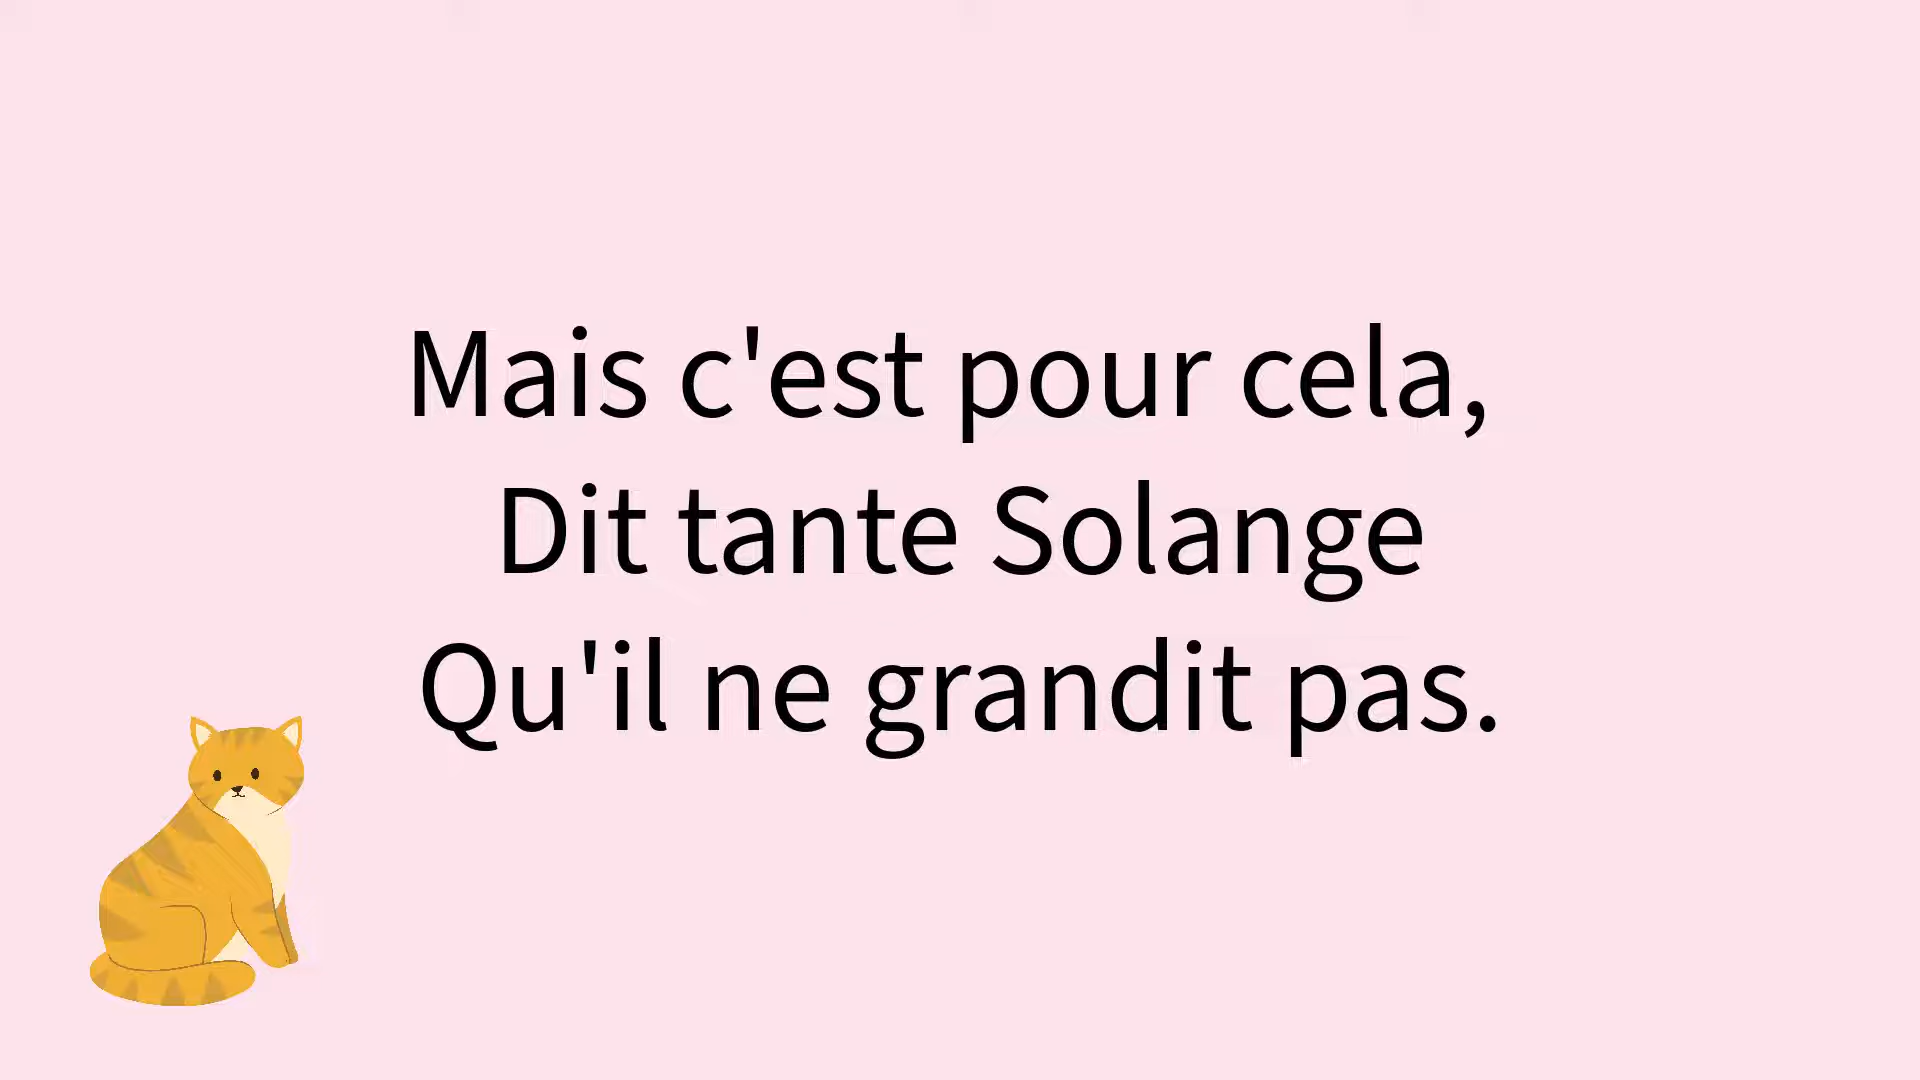 Mais c'est pour cela,
Dit tante Solange
Qu'il ne grandit pas.